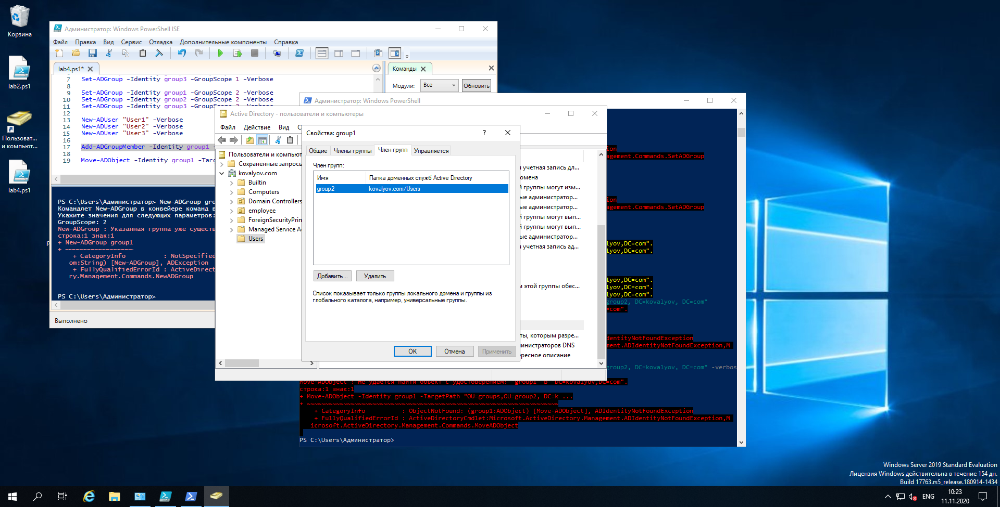 Корзина
lab2.ps1
Пользоват...
и компьют...
lab4.ps1
Администратор: Windows PowerShell ISE
Файл Правка Вид Сервис Отладка Дополнительные компоненты Справка
lab4.ps1*
7 Set-ADGroup -Identity group3 -GroupScope 1 -Verbose
8
9 Set-ADGroup -Identity group1 -GroupScope 2 -Verbose
10 Set-ADGroup -Identity group2 -GroupScope 2 -Verbose
11 Set-ADGroup -Identity group3 -GroupScope 2 -Verbose
12
13 New-ADUser "User1" -Verbose
14 New-ADUser "User2" -Verbose
15 New-ADUser "User3" -Verbose
16
17 Add-ADGroupMember -Identity group1 -
18
19 Move-ADObject -Identity group1 -Targ
Команды
Модули: Все Обновить
PS C:\Users\Администратор> New-ADGroup gro
Командлет New-ADGroup в конвейере команд в
Укажите значения для следующих параметров:
GroupScope: 2
New-ADGroup : Указанная группа уже существ
строка:1 знак:1
+ New-ADGroup group1
+ ~~~~~~~~~~~~~~~~~~
+ CategoryInfo : NotSpecified
om:String) [New-ADGroup], ADException
+ FullyQualifiedErrorId : ActiveDirect
ry.Management.Commands.NewADGroup
PS C:\Users\Администратор>
Выполнено
Администратор: Windows PowerShell
Active Directory - пользователи и компьютеры
Файл Действие Вид С
Пользователи и компьют
Сохраненные запросы
kovalyov.com
Builtin
Computers
Domain Controllers
employee
ForeignSecurityPrin
Managed Service Ac
Users
Свойства: group1
?
Общие Члены группы Член групп Управляется
Член групп:
Имя Папка доменных служб Active Directory
group2 kovalyov.com/Users
Добавить... Удалить
Список показывает только группы локального домена и группы из
глобального каталога, например, универсальные группы.
OK Отмена Применить
я учетная запись дл...
омена
й группы могут изм...
ые администратор...
ые администратор...
й группы могут вып...
й группы могут вып...
ые администратор...
я учетная запись ад...
м этой группы обес...
ты, которым разре...
министраторов DNS
ересное описание
ion
agement.Commands.SetADGroup
ion
agement.Commands.SetADGroup
lyov,DC=com".
lyov,DC=com".
lyov,DC=com".
lyov,DC=com".
lyov,DC=com".
group2, DC=kovalyov, DC=com"
=com".
dentityNotFoundException
ment.ADIdentityNotFoundException,M
group2, DC=kovalyov, DC=com" -verbos
Move-ADObject : Не удается найти объект с удостоверением: "group1" в "DC=kovalyov,DC=com".
строка:1 знак:1
+ Move-ADObject -Identity group1 -TargetPath "OU=groups,OU=group2, DC=k ...
+ ~~~~~~~~~~~~~~~~~~~~~~~~~~~~~~~~~~~~~~~~~~~~~~~~~~~~~~~~~~~~~~~~~~~~~
+ CategoryInfo : ObjectNotFound: (group1:ADObject) [Move-ADObject], ADIdentityNotFoundException
+ FullyQualifiedErrorId : ActiveDirectoryCmdlet:Microsoft.ActiveDirectory.Management.ADIdentityNotFoundException,M
icrosoft.ActiveDirectory.Management.Commands.MoveADObject
PS C:\Users\Администратор>
Windows Server 2019 Standard Evaluation
Лицензия Windows действительна в течение 154 дн.
Build 17763.rs5_release.180914-1434
ENG
10:23
11.11.2020